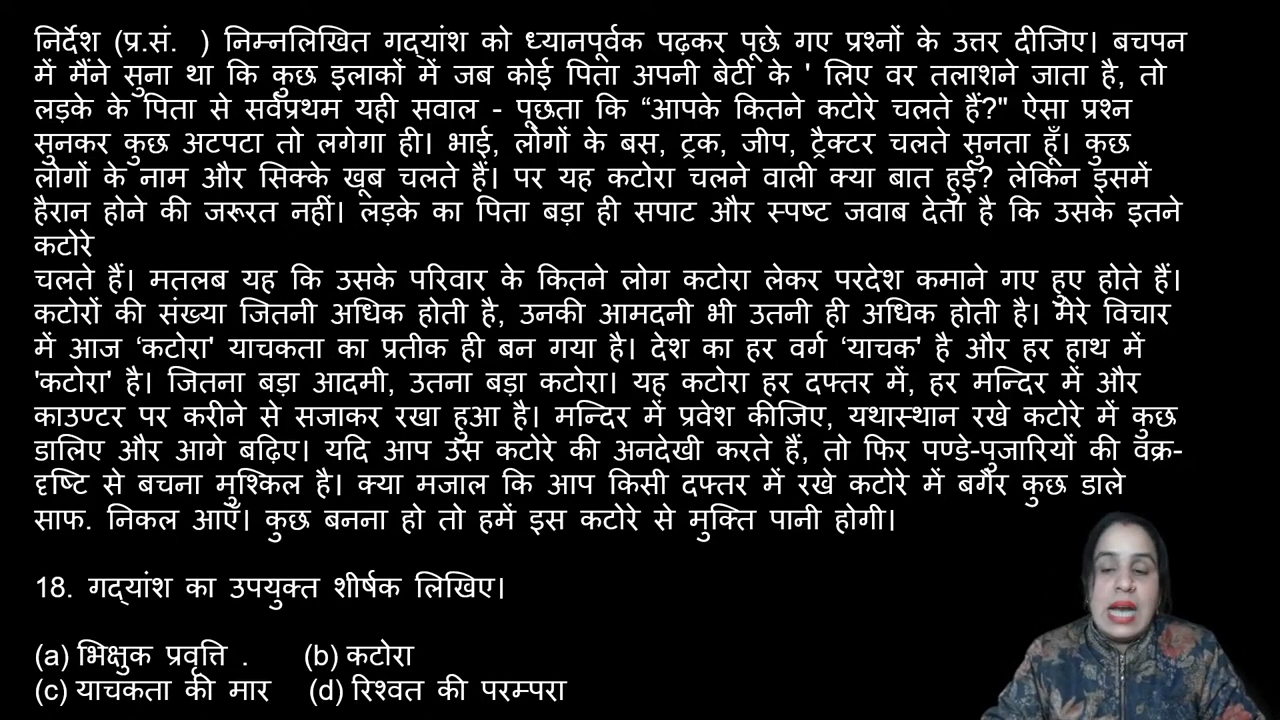 निर्देश (प्र.सं.  ) निम्नलिखित गद्यांश को ध्यानपूर्वक पढ़कर पूछे गए प्रश्नों के उत्तर दीजिए। बचपन
में मैंने सुना था कि कुछ इलाकों में जब कोई पिता अपनी बेटी के ' लिए वर तलाशने जाता है, तो
लड़के के पिता से सर्वप्रथम यही सवाल - पूछता कि “आपके कितने कटोरे चलते हैं?" ऐसा प्रश्न
सुनकर कुछ अटपटा तो लगेगा ही। भाई, लोगों के बस, ट्रक, जीप, ट्रैक्टर चलते सुनता हूँ। कुछ
लोगों के नाम और सिक्के खूब चलते हैं। पर यह कटोरा चलने वाली क्या बात हुई? लेकिन इसमें
हैरान होने की जरूरत नहीं। लड़के का पिता बड़ा ही सपाट और स्पष्ट जवाब देता है कि उसके इतने
कटोरे
चलते हैं। मतलब यह कि उसके परिवार के कितने लोग कटोरा लेकर परदेश कमाने गए हुए होते हैं।
कटोरों की संख्या जितनी अधिक होती है, उनकी आमदनी भी उतनी ही अधिक होती है। मेरे विचार
में आज ‘कटोरा' याचकता का प्रतीक ही बन गया है। देश का हर वर्ग ‘याचक' है और हर हाथ में
'कटोरा' है। जितना बड़ा आदमी, उतना बड़ा कटोरा। यह कटोरा हर दफ्तर में, हर मन्दिर में और
काउण्टर पर करीने से सजाकर रखा हुआ है। मन्दिर में प्रवेश कीजिए, यथास्थान रखे कटोरे में कुछ
डालिए और आगे बढ़िए। यदि आप उस कटोरे की अनदेखी करते हैं, तो फिर पण्डे-पुजारियों की वक्र-
दृष्टि से बचना मुश्किल है। क्या मजाल कि आप किसी दफ्तर में रखे कटोरे में बगैर कुछ डाले
साफ. निकल आएँ। कुछ बनना हो तो हमें इस कटोरे से मुक्ति पानी होगी।
18. गद्यांश का उपयुक्त शीर्षक लिखिए।
(a) भिक्षुक प्रवृत्ति . (b) कटोरा
(c) याचकता की मार (d) रिश्वत की परम्परा